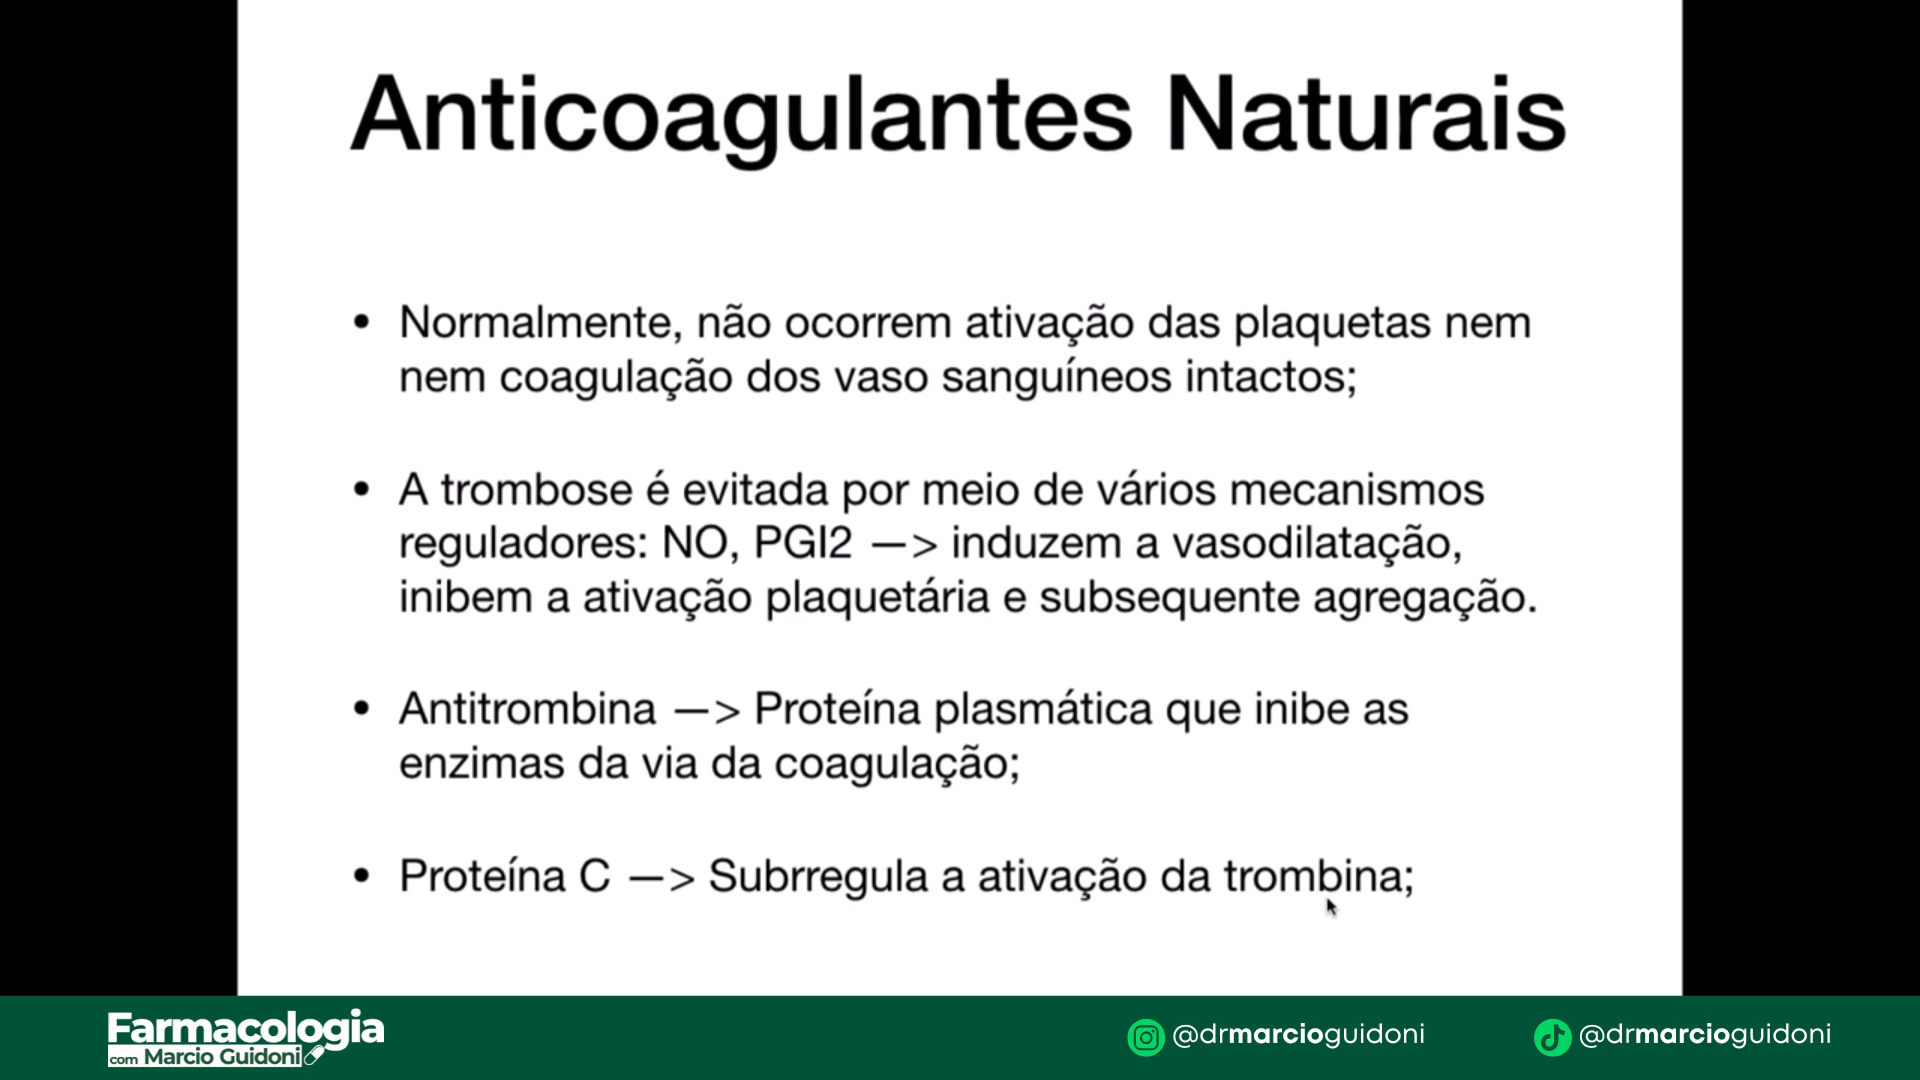 Anticoagulantes Naturais
• Normalmente, não ocorrem ativação das plaquetas nem
nem coagulação dos vaso sanguíneos intactos;
• A trombose é evitada por meio de vários mecanismos
reguladores: NO, PGI2 —> induzem a vasodilatação,
inibem a ativação plaquetária e subsequente agregação.
• Antitrombina —> Proteína plasmática que inibe as
enzimas da via da coagulação;
• Proteína C —> Subrregula a ativação da trombina;
Farmacologia
com Marcio Guidoni
@drmarcioguidoni
@drmarcioguidoni